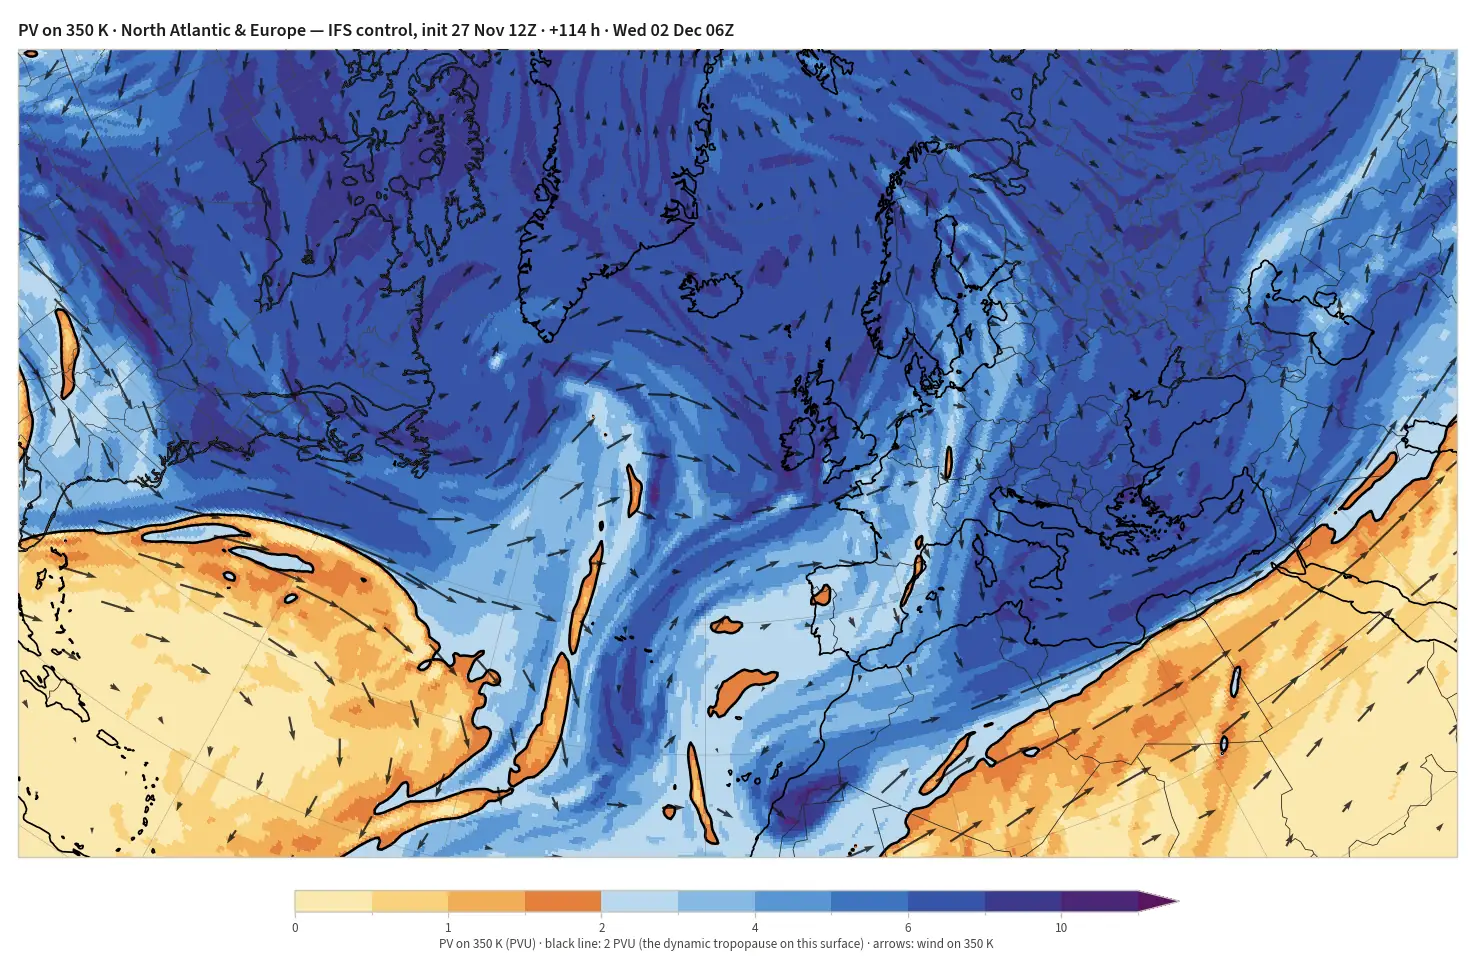 PV on 350 K · North Atlantic & Europe — IFS control, init 27 Nov 12Z · +114 h · Wed 02 Dec 06Z
0 1 2 4 6 10
PV on 350 K (PVU) · black line: 2 PVU (the dynamic tropopause on this surface) · arrows: wind on 350 K